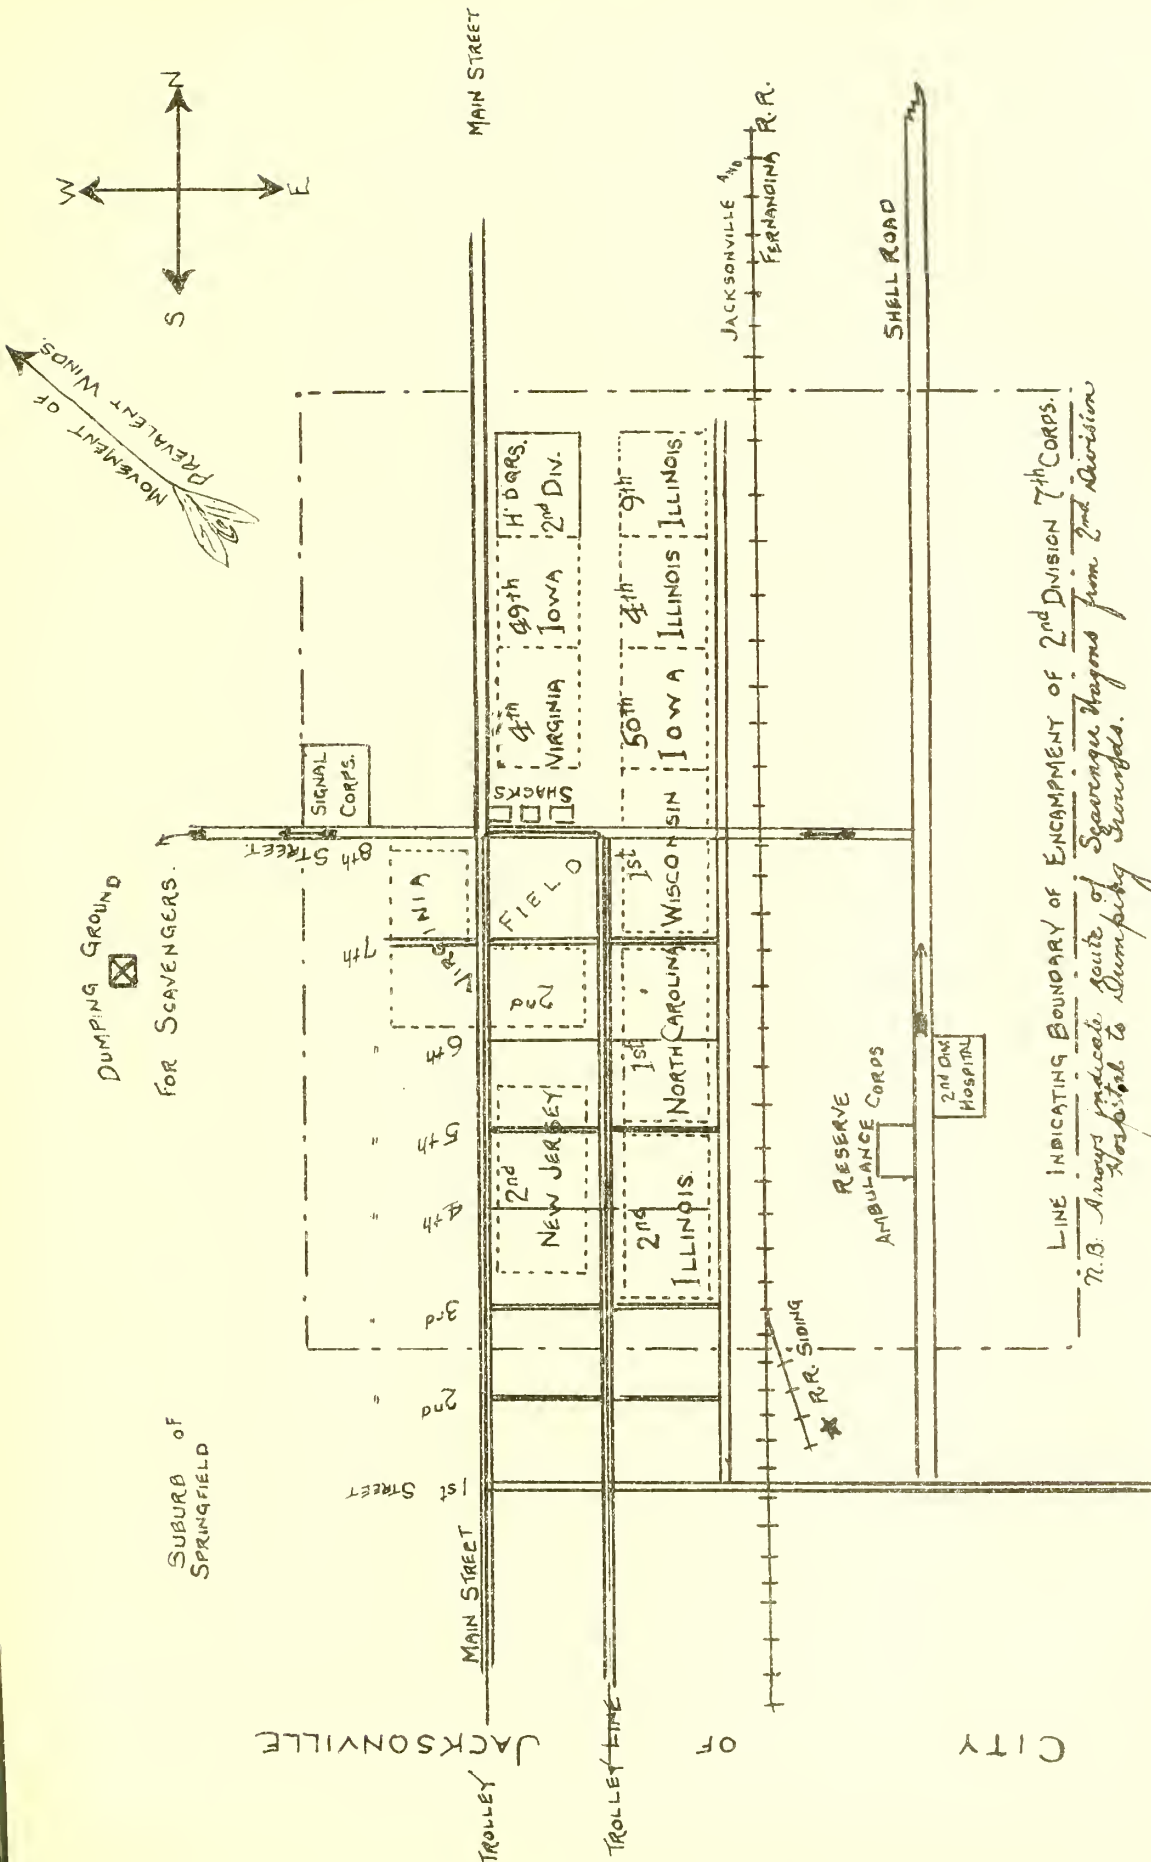 MOVEMENT OF
PREVALENT WINDS.
W
N
S
E
MAIN STREET
DUMPING GROUND
FOR SCAVENGERS.
SIGNAL
CORPS.
8th STREET
7th
6th "
5th "
4th "
3rd "
2nd "
1st STREET
SUBURB OF
SPRINGFIELD
H'DQRS.
2nd DIV.
49th
IOWA
4th
VIRGINIA
SHACKS
FIELD
2nd
VIRGINIA
2nd
NEW JERSEY
9th
ILLINOIS
4th
ILLINOIS
50th
IOWA
1st
WISCONSIN
1st
NORTH CAROLINA
2nd
ILLINOIS.
JACKSONVILLE AND
FERNANDINA R.R.
SHELL ROAD
R.R. SIDING
RESERVE
AMBULANCE CORPS
2nd DIV.
HOSPITAL
MAIN STREET
TROLLEY
TROLLEY LINE
CITY OF JACKSONVILLE
LINE INDICATING BOUNDARY OF ENCAMPMENT OF 2nd DIVISION 7th CORPS.
N.B. Arrows indicate route of Scavenger Wagons from 2nd Division
Hospital to Dumping Grounds.